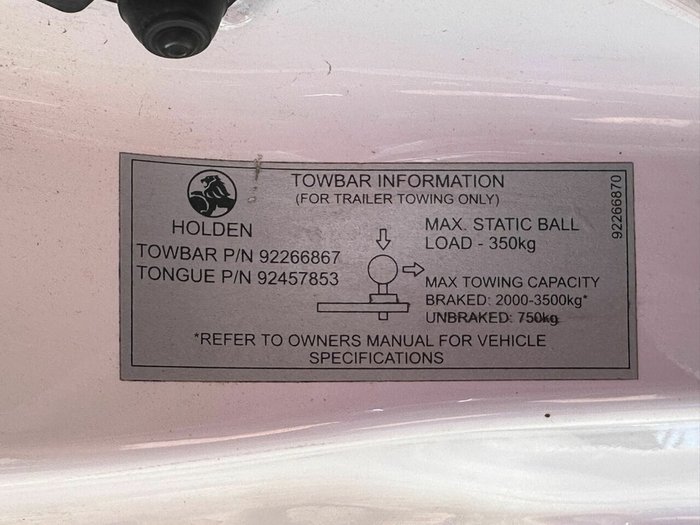 TOWBAR INFORMATION
(FOR TRAILER TOWING ONLY)
HOLDEN
TOWBAR P/N 92266867
TONGUE P/N 92457853
MAX. STATIC BALL
LOAD - 350kg
MAX TOWING CAPACITY
BRAKED: 2000-3500kg*
UNBRAKED: 750kg
*REFER TO OWNERS MANUAL FOR VEHICLE
SPECIFICATIONS
92266870